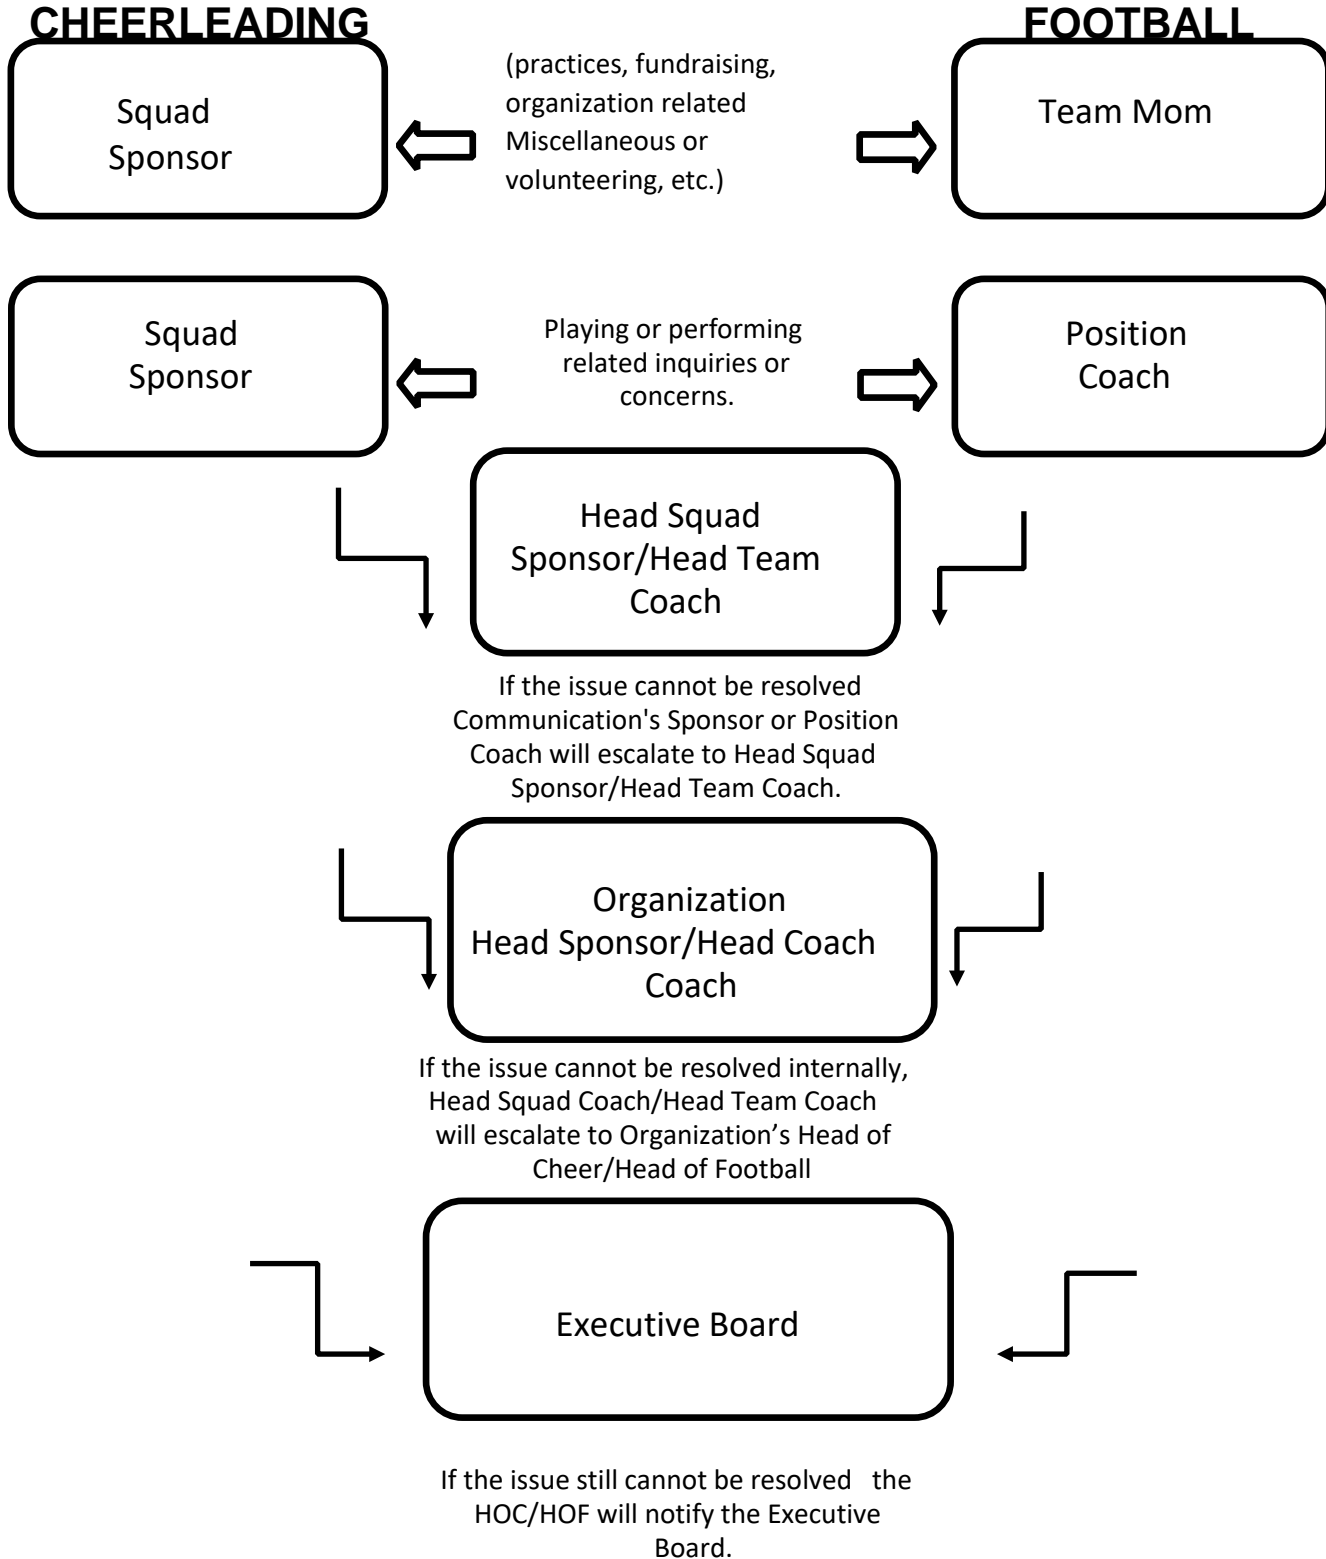 CHEERLEADING
FOOTBALL
Squad
Sponsor
(practices, fundraising,
organization related
Miscellaneous or
volunteering, etc.)
Team Mom
Squad
Sponsor
Playing or performing
related inquiries or
concerns.
Position
Coach
Head Squad
Sponsor/Head Team
Coach
If the issue cannot be resolved
Communication's Sponsor or Position
Coach will escalate to Head Squad
Sponsor/Head Team Coach.
Organization
Head Sponsor/Head Coach
Coach
If the issue cannot be resolved internally,
Head Squad Coach/Head Team Coach
will escalate to Organization’s Head of
Cheer/Head of Football
Executive Board
If the issue still cannot be resolved   the
HOC/HOF will notify the Executive
Board.